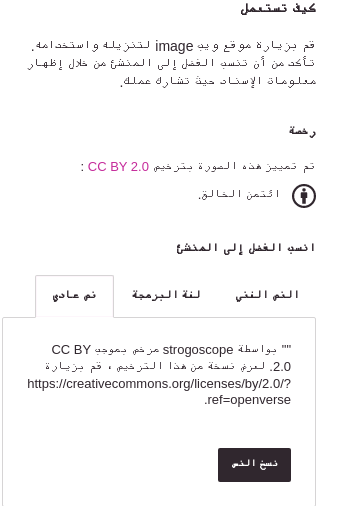 كيف تستعمل
قم بزيارة موقع ويب image لتنزيله واستخدامه.
تأكد من أن تنسب الفضل إلى المنشئ من خلال إظهار
معلومات الإسناد حيث تشارك عملك.
رخصة
تم تمييز هذه الصورة بترخيص CC BY 2.0 :
ائتمن الخالق.
انسب الفضل إلى المنشئ
النص الغني لغة البرمجة نص عادي
"" بواسطة strogoscope مرخص بموجب CC BY
2.0. لعرض نسخة من هذا الترخيص ، قم بزيارة
https://creativecommons.org/licenses/by/2.0/?
ref=openverse.
نسخ النص